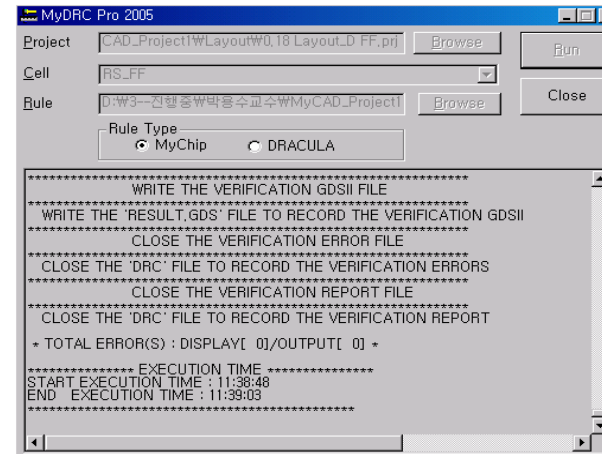 MyDRC Pro 2005
Project CAD_Project1₩Layout₩0,18 Layout_D FF,prj Browse Run
Cell RS_FF
Rule D:₩3--진행중₩박용수교수₩MyCAD_Project1 Browse Close
Rule Type
MyChip DRACULA
************************************************************
WRITE THE VERIFICATION GDSII FILE
************************************************************
WRITE THE 'RESULT,GDS' FILE TO RECORD THE VERIFICATION GDSII
************************************************************
CLOSE THE VERIFICATION ERROR FILE
************************************************************
CLOSE THE 'DRC' FILE TO RECORD THE VERIFICATION ERRORS
************************************************************
CLOSE THE VERIFICATION REPORT FILE
************************************************************
CLOSE THE 'DRC' FILE TO RECORD THE VERIFICATION REPORT
* TOTAL ERROR(S) : DISPLAY[ 0]/OUTPUT[ 0] *
************** EXECUTION TIME **************
START EXECUTION TIME : 11:38:48
END EXECUTION TIME : 11:39:03
********************************************